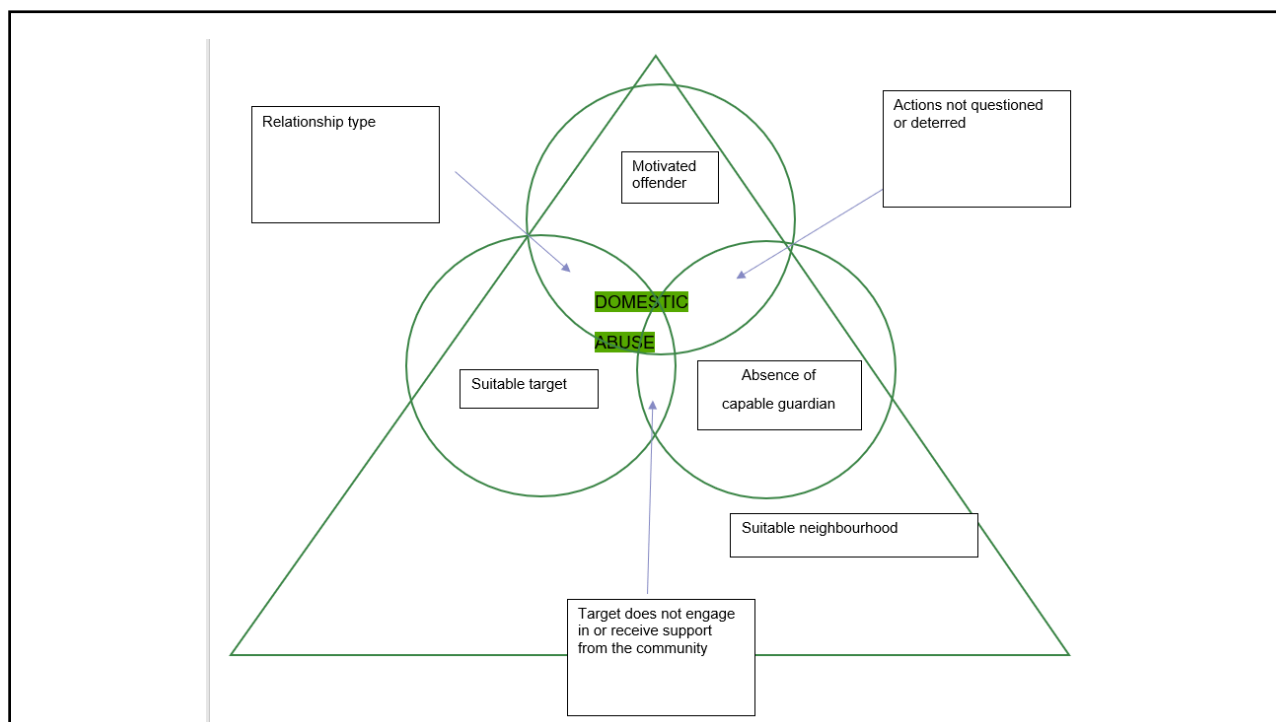 Relationship type
Actions not questioned
or deterred
Motivated
offender
DOMESTIC
ABUSE
Suitable target
Absence of
capable guardian
Suitable neighbourhood
Target does not engage
in or receive support
from the community